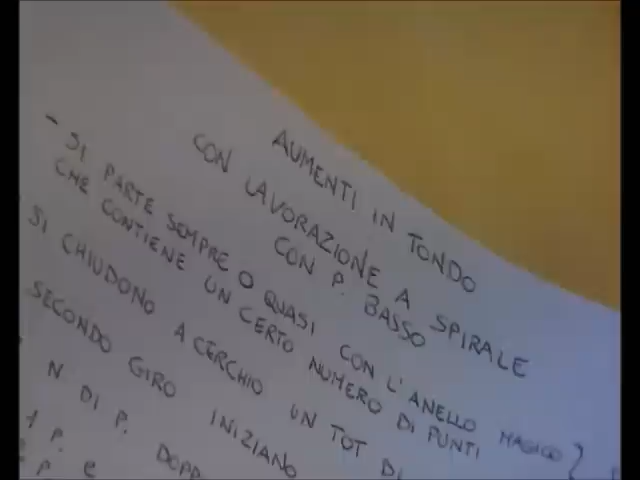 AUMENTI IN TONDO
CON LAVORAZIONE A SPIRALE
CON P. BASSO
- SI PARTE SEMPRE O QUASI CON L'ANELLO MAGICO
CHE CONTIENE UN CERTO NUMERO DI PUNTI
SI CHIUDONO A CERCHIO UN TOT DI
SECONDO GIRO INIZIANO
N DI P. DOPP
1 P.
P e